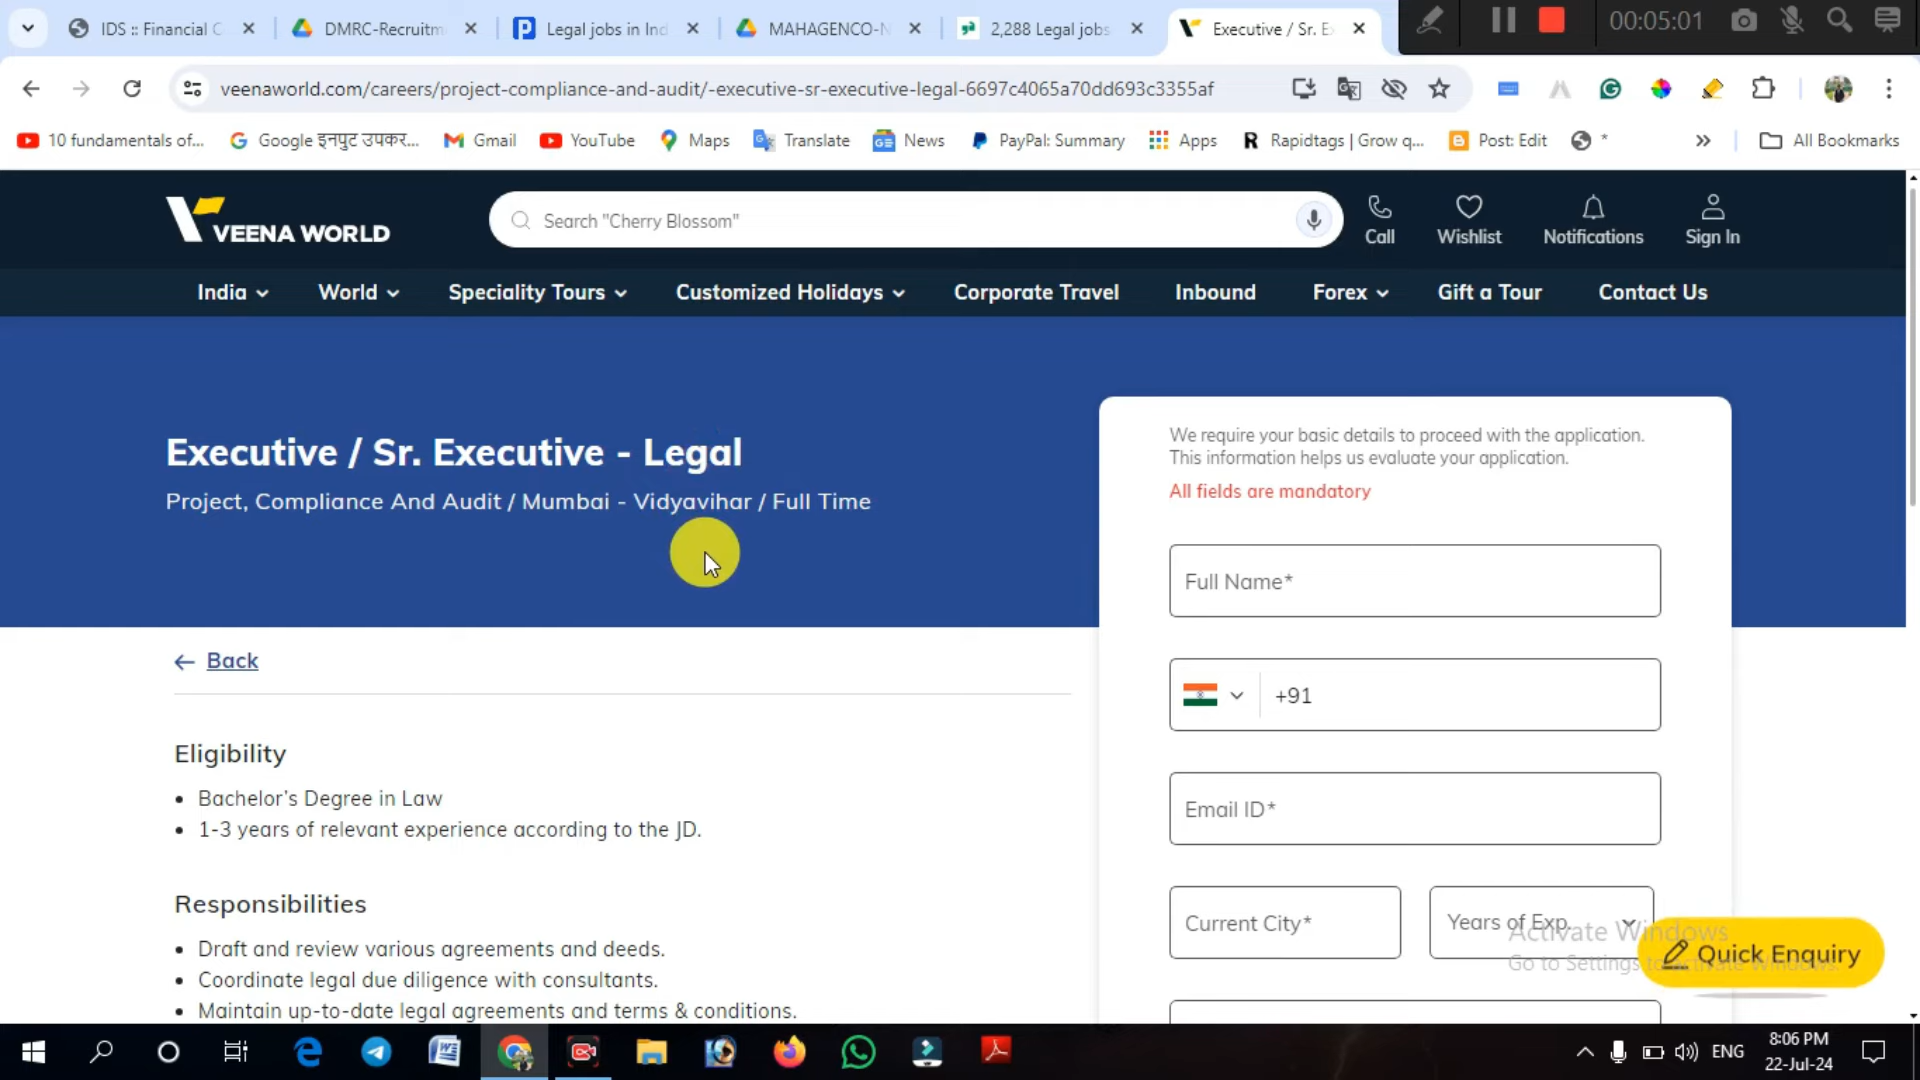 IDS :: Financial C
DMRC-Recruitm
Legal jobs in Ind
MAHAGENCO-N
2,288 Legal jobs
Executive / Sr. E
00:05:01
veenaworld.com/careers/project-compliance-and-audit/-executive-sr-executive-legal-6697c4065a70dd693c3355af
10 fundamentals of...
Google इनपुट उपकर...
Gmail
YouTube
Maps
Translate
News
PayPal: Summary
Apps
Rapidtags | Grow q...
Post: Edit
*
»
All Bookmarks
VEENA WORLD
Search "Cherry Blossom"
Call
Wishlist
Notifications
Sign In
India
World
Speciality Tours
Customized Holidays
Corporate Travel
Inbound
Forex
Gift a Tour
Contact Us
Executive / Sr. Executive - Legal
Project, Compliance And Audit / Mumbai - Vidyavihar / Full Time
We require your basic details to proceed with the application.
This information helps us evaluate your application.
All fields are mandatory
Full Name*
+91
Email ID*
Current City*
Years of Exp.
Back
Eligibility
• Bachelor's Degree in Law
• 1-3 years of relevant experience according to the JD.
Responsibilities
• Draft and review various agreements and deeds.
• Coordinate legal due diligence with consultants.
• Maintain up-to-date legal agreements and terms & conditions.
Activate Windows
Go to Settings to activate Windows.
Quick Enquiry
ENG
8:06 PM
22-Jul-24